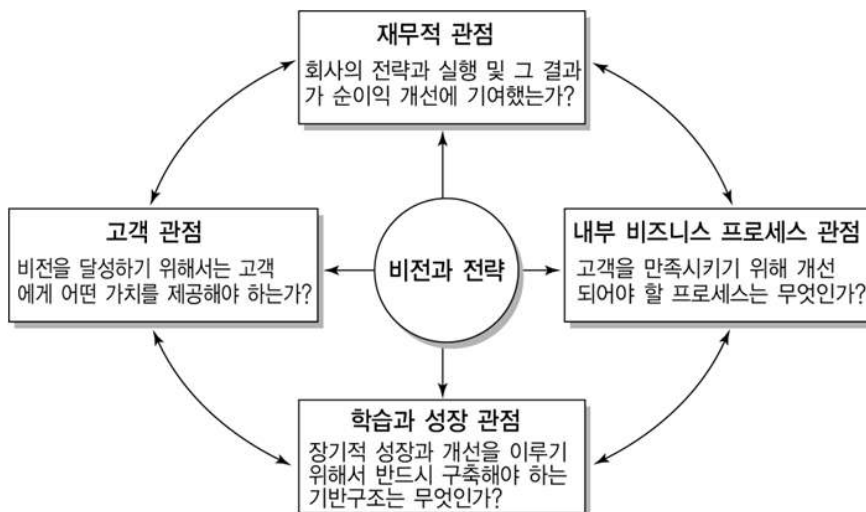 재무적 관점
회사의 전략과 실행 및 그 결과
가 순이익 개선에 기여했는가?
고객 관점
비전을 달성하기 위해서는 고객
에게 어떤 가치를 제공해야 하는가?
비전과 전략
내부 비즈니스 프로세스 관점
고객을 만족시키기 위해 개선
되어야 할 프로세스는 무엇인가?
학습과 성장 관점
장기적 성장과 개선을 이루기
위해서 반드시 구축해야 하는
기반구조는 무엇인가?